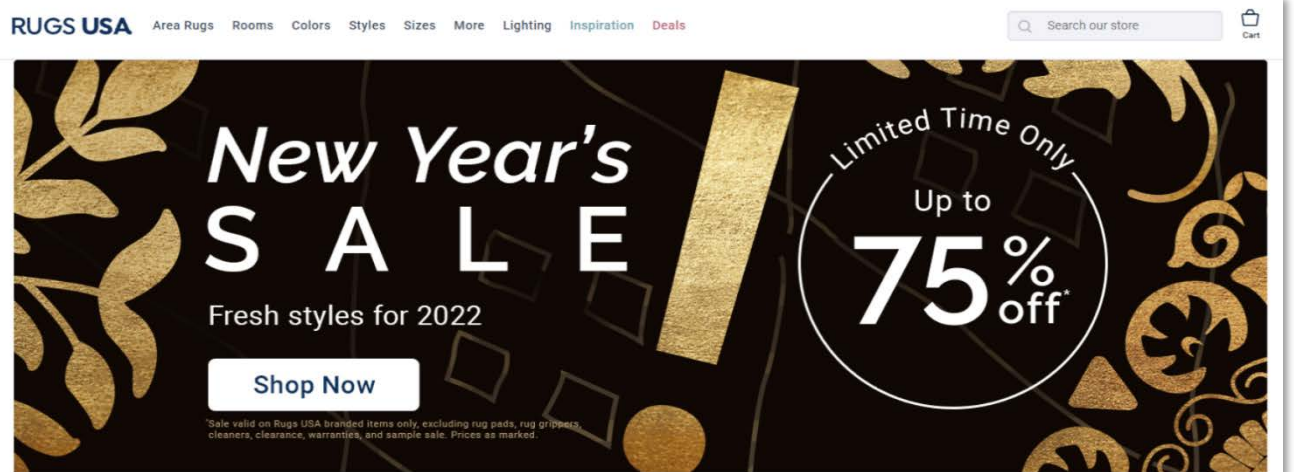 RUGS USA Area Rugs Rooms Colors Styles Sizes More Lighting Inspiration Deals Search our store
Cart
New Year's
SALE
!
Fresh styles for 2022
Shop Now
*Sale valid on Rugs USA branded items only, excluding rug pads, rug grippers,
cleaners, clearance, warranties, and sample sale. Prices as marked.
Limited Time Only
Up to
75% off*